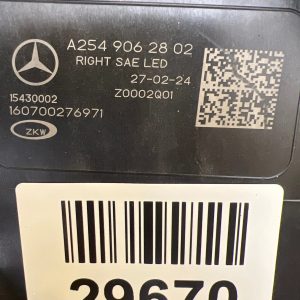 A254 906 28 02
RIGHT SAE LED
27-02-24
15430002
Z0002Q01
160700276971
ZKW
29670